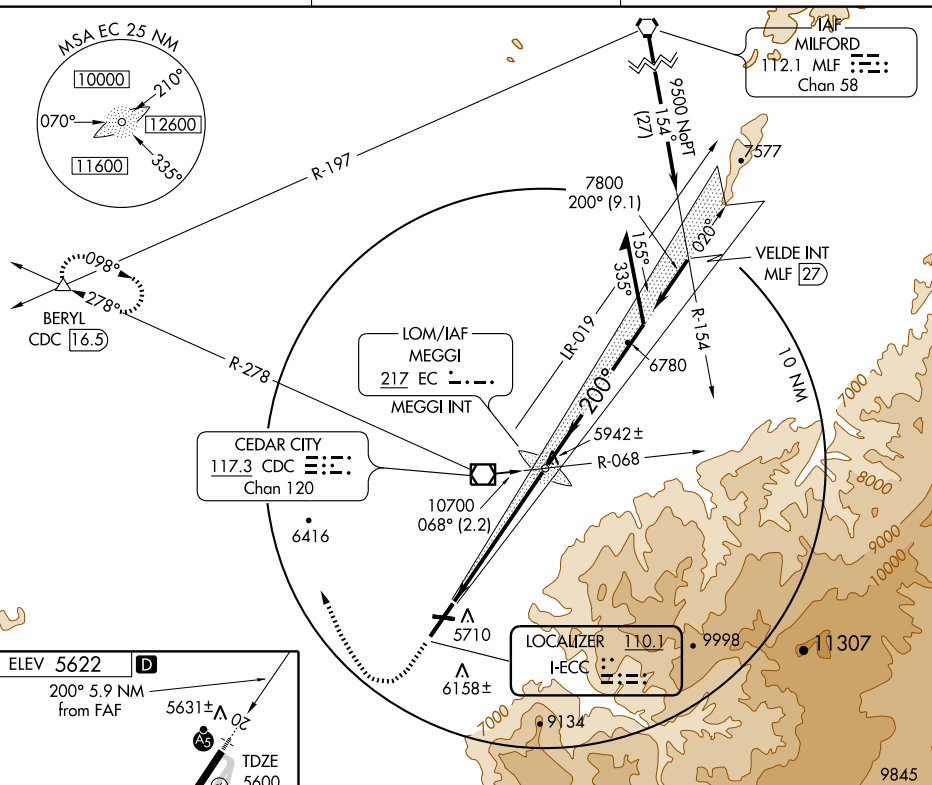 MSA EC 25 NM
10000
210°
070°
12600
11600
335°
IAF
MILFORD
112.1 MLF
Chan 58
9500 NoPT
154°
(27)
R-197
7577
7800
200° (9.1)
020°
155°
335°
VELDE INT
MLF 27
098°
278°
BERYL
CDC 16.5
R-278
LR-019
R-154
10 NM
LOM/IAF
MEGGI
217 EC
MEGGI INT
6780
200°
7000
5942±
R-068
CEDAR CITY
117.3 CDC
Chan 120
8000
10700
068° (2.2)
6416
9000
10000
5710
LOCALIZER 110.1
I-ECC
9998
11307
6158±
7000
9134
9845
ELEV 5622 D
200° 5.9 NM
from FAF
5631±
20
A5
TDZE
5600